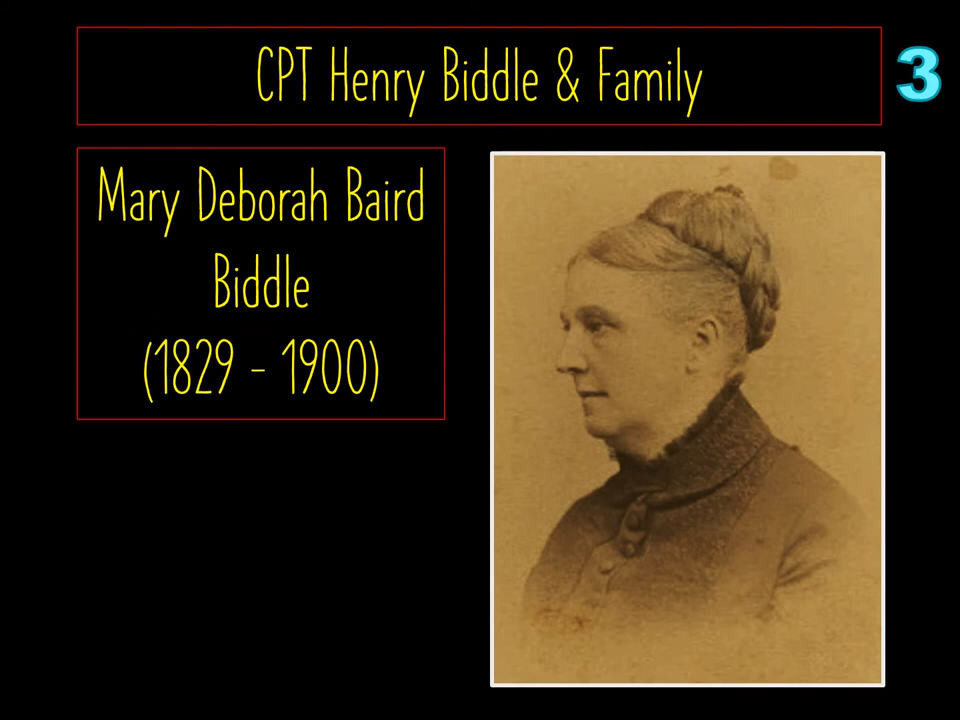 CPT Henry Biddle & Family
3
Mary Deborah Baird
Biddle
(1829 - 1900)